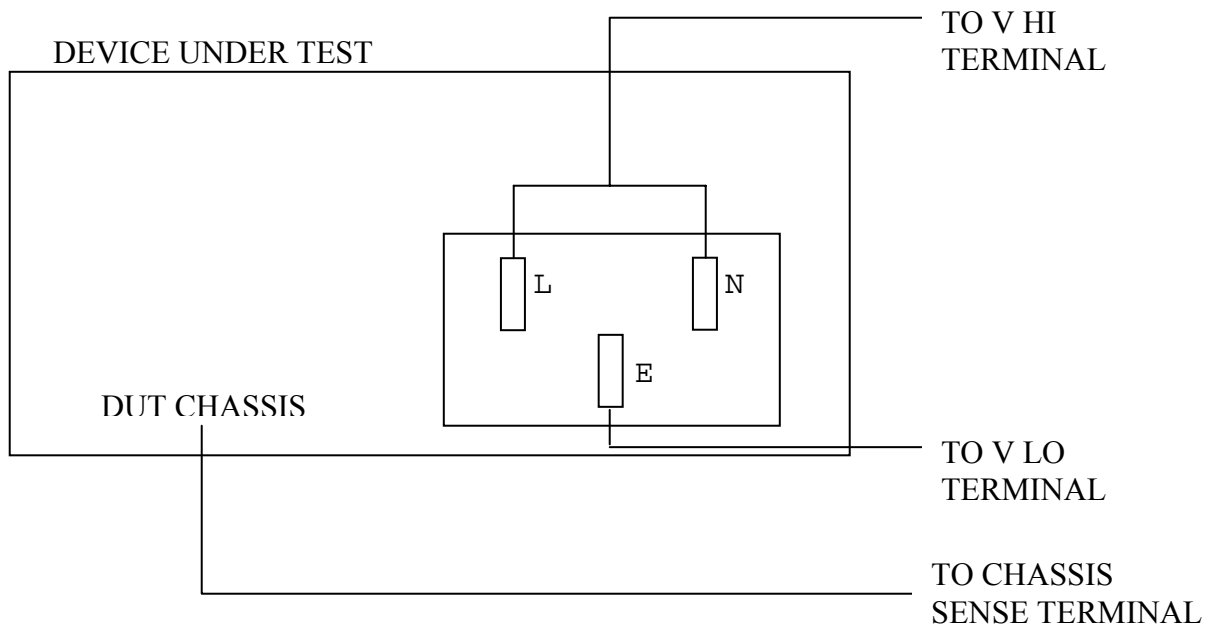 TO V HI
TERMINAL
DEVICE UNDER TEST
L
N
E
DUT CHASSIS
TO V LO
TERMINAL
TO CHASSIS
SENSE TERMINAL